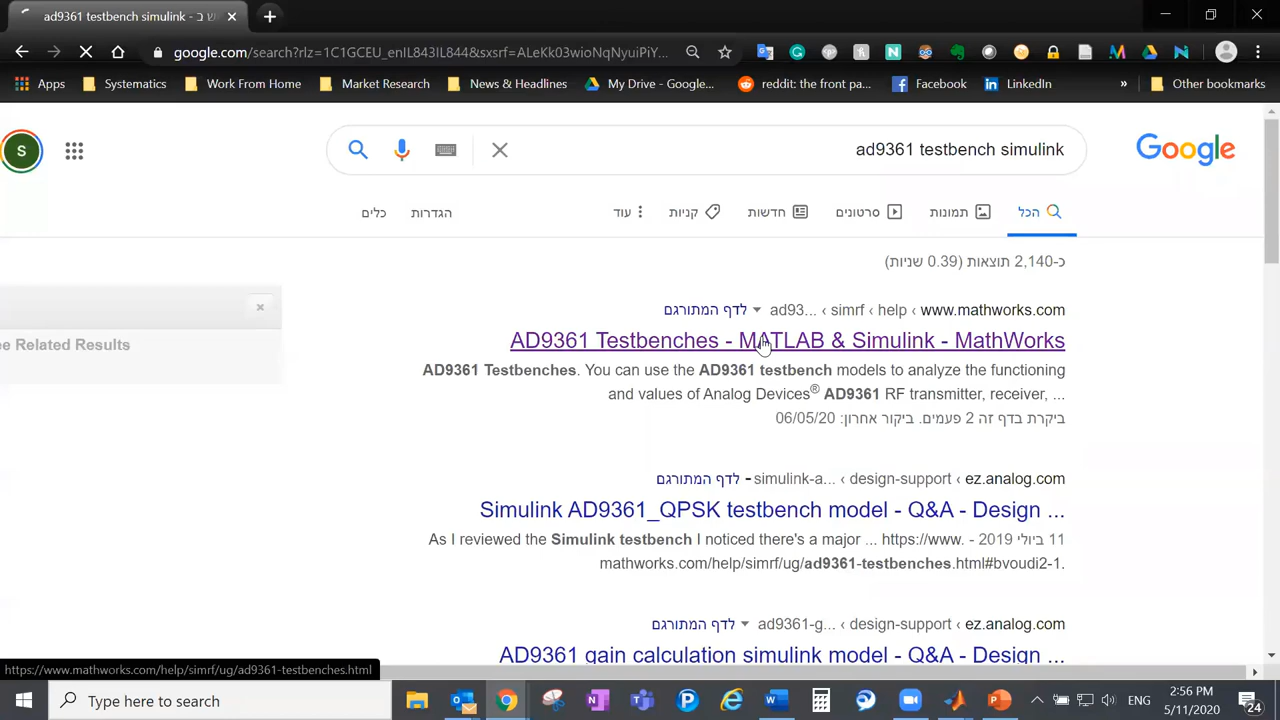 ad9361 testbench simulink - חיפוש ב
google.com/search?rlz=1C1GCEU_enIL843IL844&sxsrf=ALeKk03wioNqNyuiPiY...
Apps Systematics Work From Home Market Research News & Headlines My Drive - Google... reddit: the front pa... Facebook LinkedIn » Other bookmarks
S
ad9361 testbench simulink
Google
הכל תמונות סרטונים חדשות קניות עוד הגדרות כלים
כ-2,140 תוצאות (0.39 שניות)
www.mathworks.com › help › simrf › ad93... לדף המתורגם
AD9361 Testbenches - MATLAB & Simulink - MathWorks
AD9361 Testbenches. You can use the AD9361 testbench models to analyze the functioning
and values of Analog Devices® AD9361 RF transmitter, receiver, ...
ביקרת בדף זה 2 פעמים. ביקור אחרון: 06/05/20
ee Related Results
ez.analog.com › design-support › simulink-a... - לדף המתורגם
Simulink AD9361_QPSK testbench model - Q&A - Design ...
11 ביולי 2019 - As I reviewed the Simulink testbench I noticed there's a major ... https://www.
mathworks.com/help/simrf/ug/ad9361-testbenches.html#bvoudi2-1.
ez.analog.com › design-support › ad9361-g... לדף המתורגם
AD9361 gain calculation simulink model - Q&A - Design ...
https://www.mathworks.com/help/simrf/ug/ad9361-testbenches.html
Type here to search
ENG
2:56 PM
5/11/2020
24